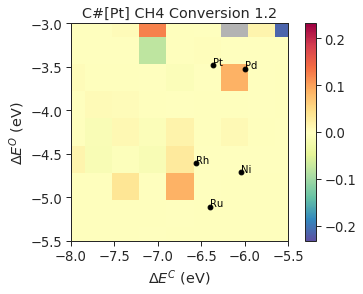 C#[Pt] CH4 Conversion 1.2
−3.0
−3.5
−4.0
−4.5
−5.0
−5.5
ΔE^O (eV)
Pt
Pd
Rh
Ni
Ru
−8.0 −7.5 −7.0 −6.5 −6.0 −5.5
ΔE^C (eV)
0.2
0.1
0.0
−0.1
−0.2